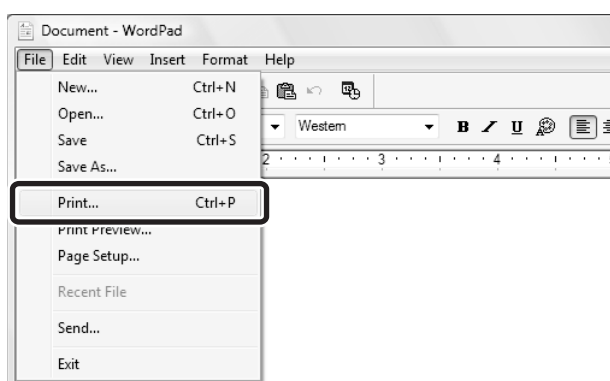 Document - WordPad
File Edit View Insert Format Help
New... Ctrl+N
Open... Ctrl+O
Western B / U
Save Ctrl+S
2 3 4
Save As...
Print... Ctrl+P
Print Preview...
Page Setup...
Recent File
Send...
Exit